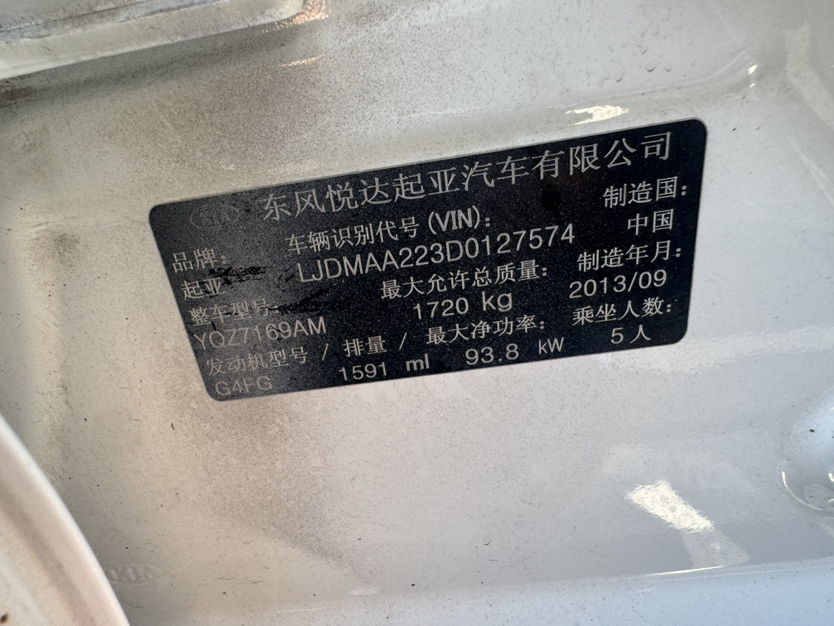 KIA 东风悦达起亚汽车有限公司
品牌： 车辆识别代号 (VIN)： 制造国：
起亚 LJDMAA223D0127574 中国
整车型号： 最大允许总质量： 制造年月：
YQZ7169AM 1720 kg 2013/09
发动机型号 / 排量 / 最大净功率： 乘坐人数：
G4FG 1591 ml 93.8 kW 5 人